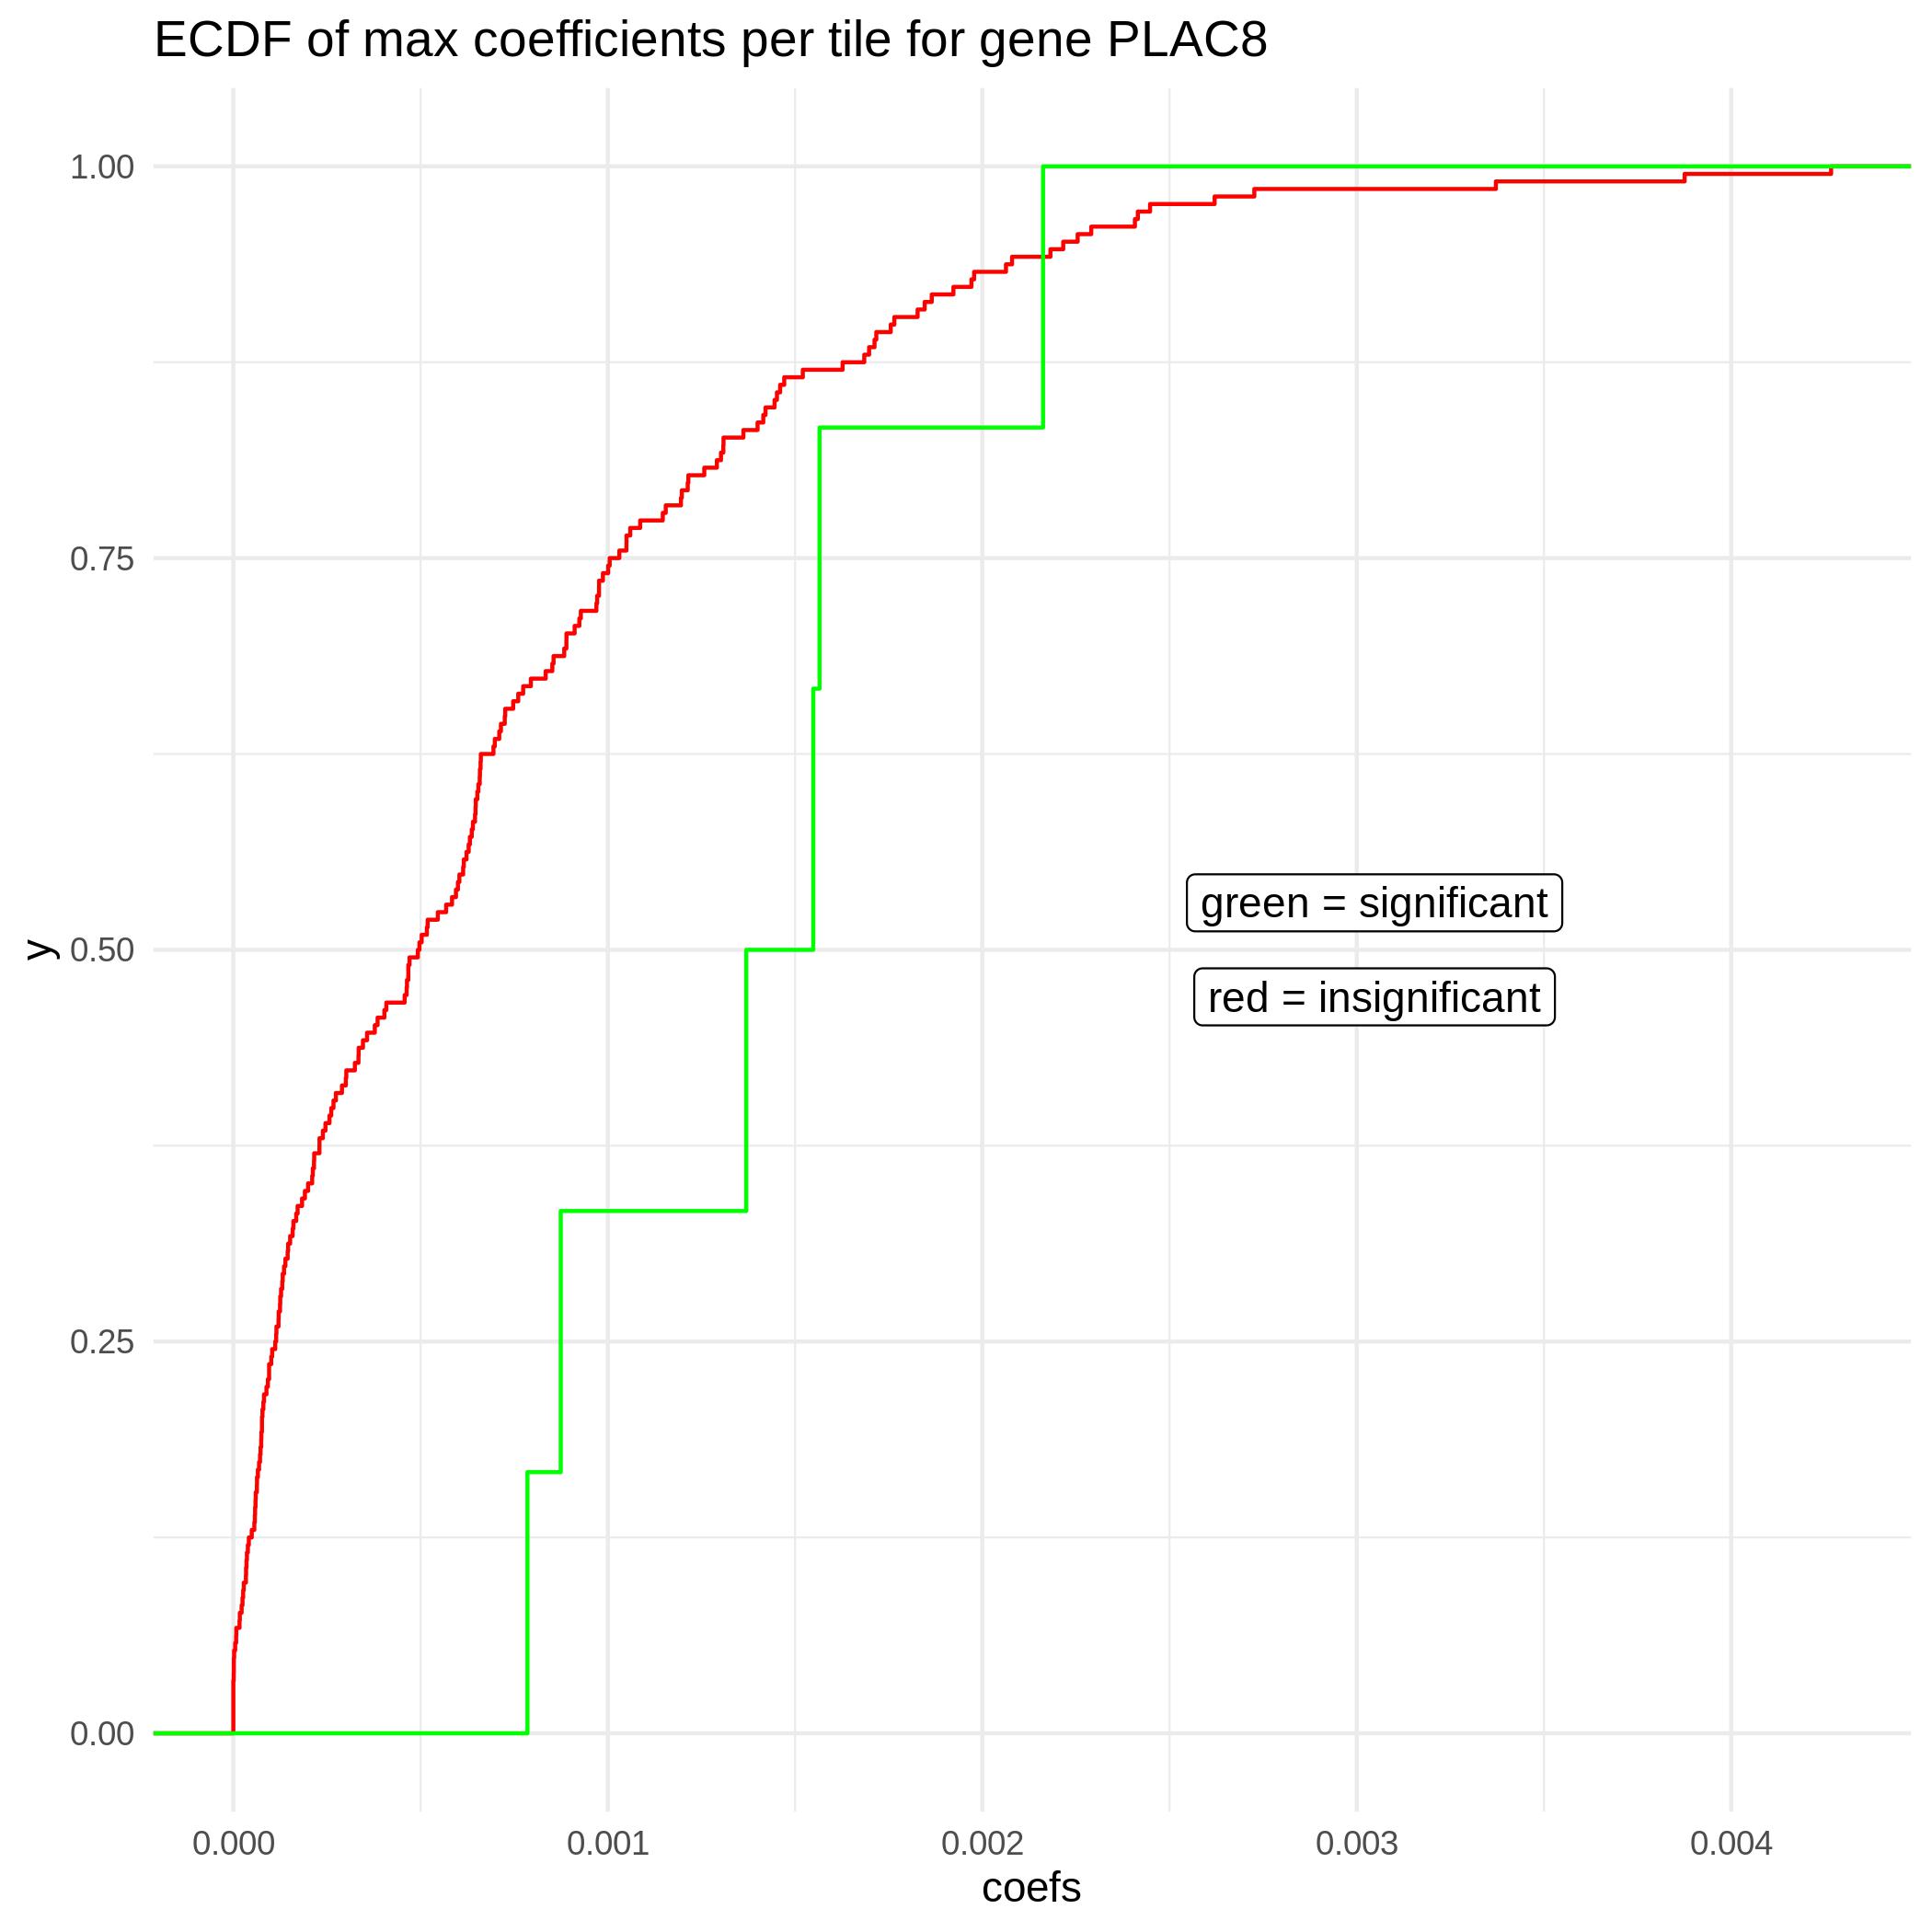 ECDF of max coefficients per tile for gene PLAC8
1.00
0.75
0.50
0.25
0.00
y
green = significant
red = insignificant
0.000 0.001 0.002 0.003 0.004
coefs